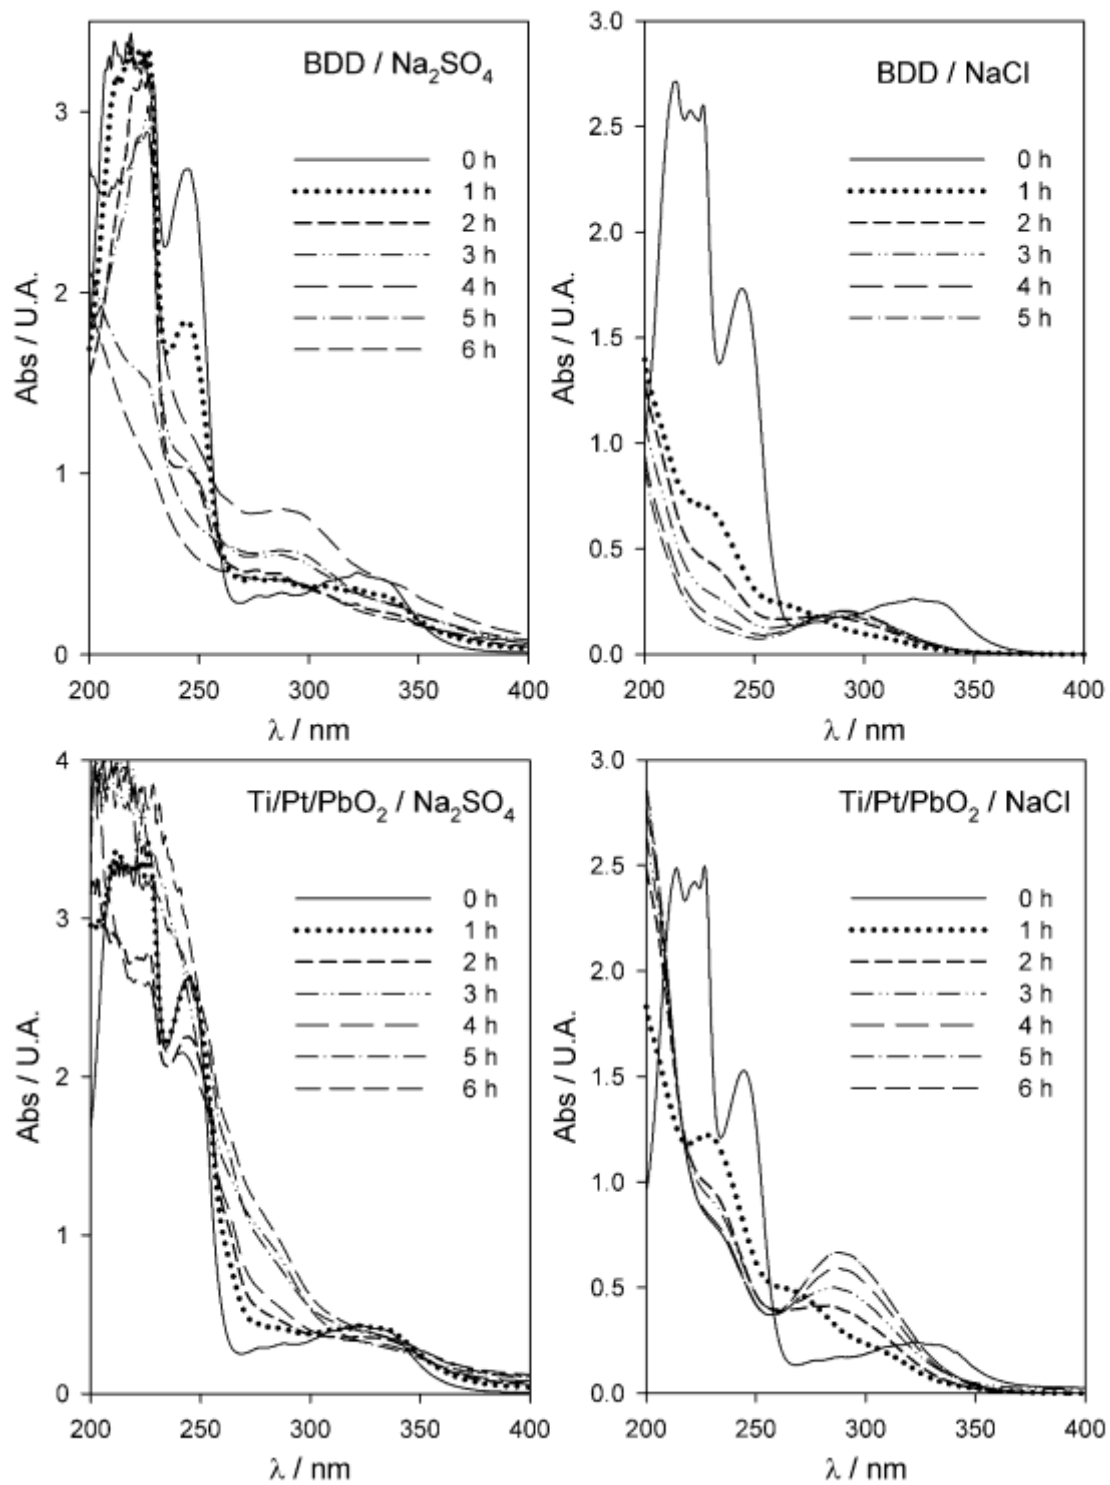 BDD / Na2SO4
Abs / U.A.
3
2
1
0
0 h
1 h
2 h
3 h
4 h
5 h
6 h
200 250 300 350 400
λ / nm
BDD / NaCl
Abs / U.A.
3.0
2.5
2.0
1.5
1.0
0.5
0.0
0 h
1 h
2 h
3 h
4 h
5 h
200 250 300 350 400
λ / nm
Ti/Pt/PbO2 / Na2SO4
Abs / U.A.
4
3
2
1
0
0 h
1 h
2 h
3 h
4 h
5 h
6 h
200 250 300 350 400
λ / nm
Ti/Pt/PbO2 / NaCl
Abs / U.A.
3.0
2.5
2.0
1.5
1.0
0.5
0.0
0 h
1 h
2 h
3 h
4 h
5 h
6 h
200 250 300 350 400
λ / nm